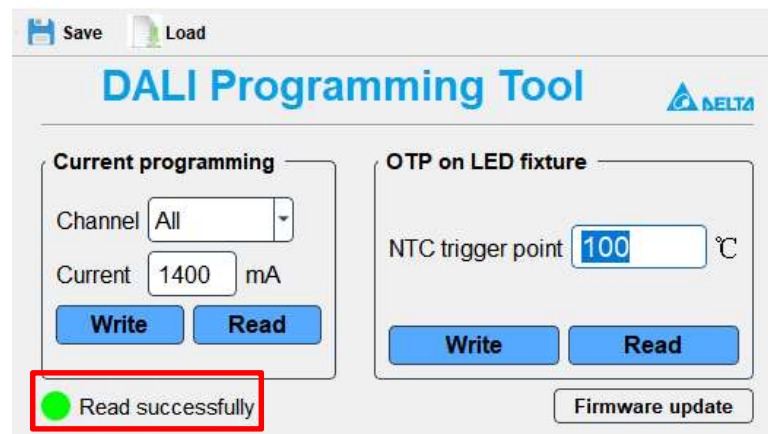 Save Load
DALI Programming Tool
DELTA
Current programming
Channel All
Current 1400 mA
Write Read
OTP on LED fixture
NTC trigger point 100 ℃
Write Read
Read successfully
Firmware update